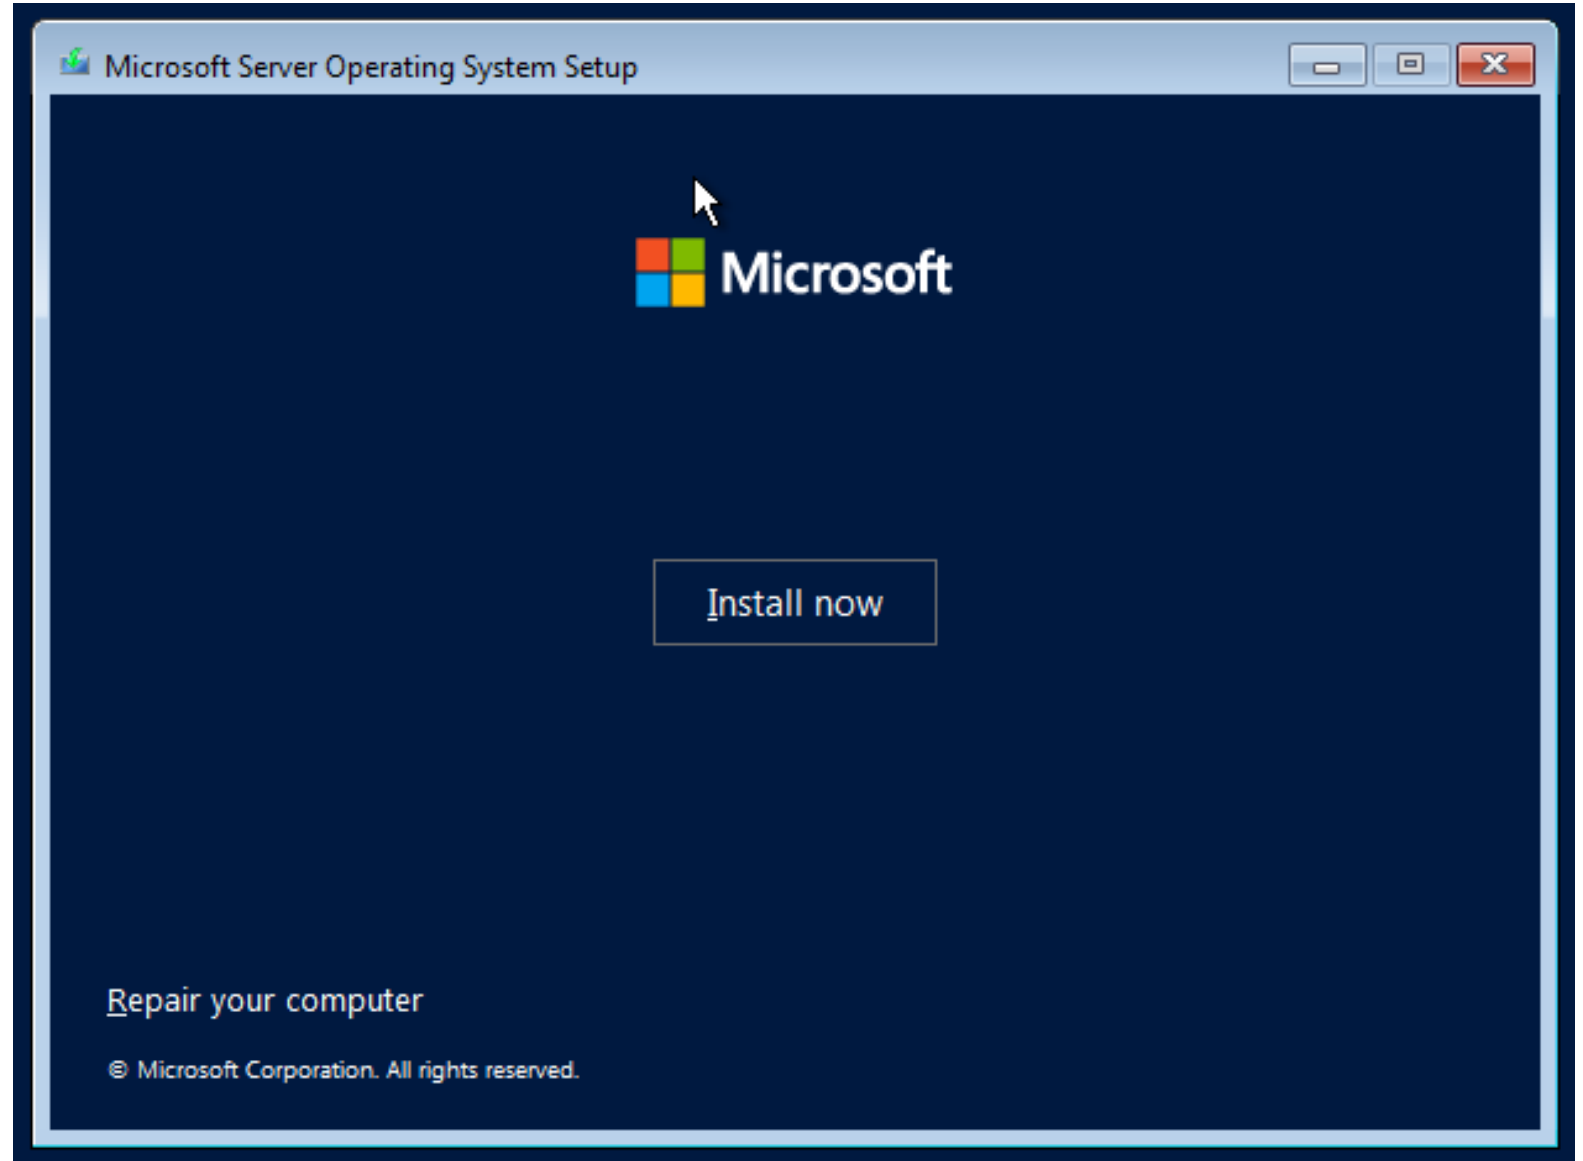 Microsoft Server Operating System Setup
Microsoft
Install now
Repair your computer
© Microsoft Corporation. All rights reserved.